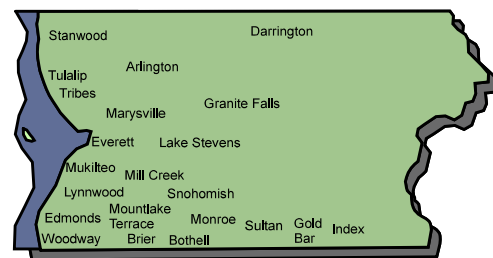 Stanwood
Darrington
Arlington
Tulalip
Tribes
Granite Falls
Marysville
Everett
Lake Stevens
Mukilteo
Mill Creek
Lynnwood
Snohomish
Mountlake
Terrace
Edmonds
Monroe
Sultan
Gold
Bar
Index
Woodway
Brier
Bothell